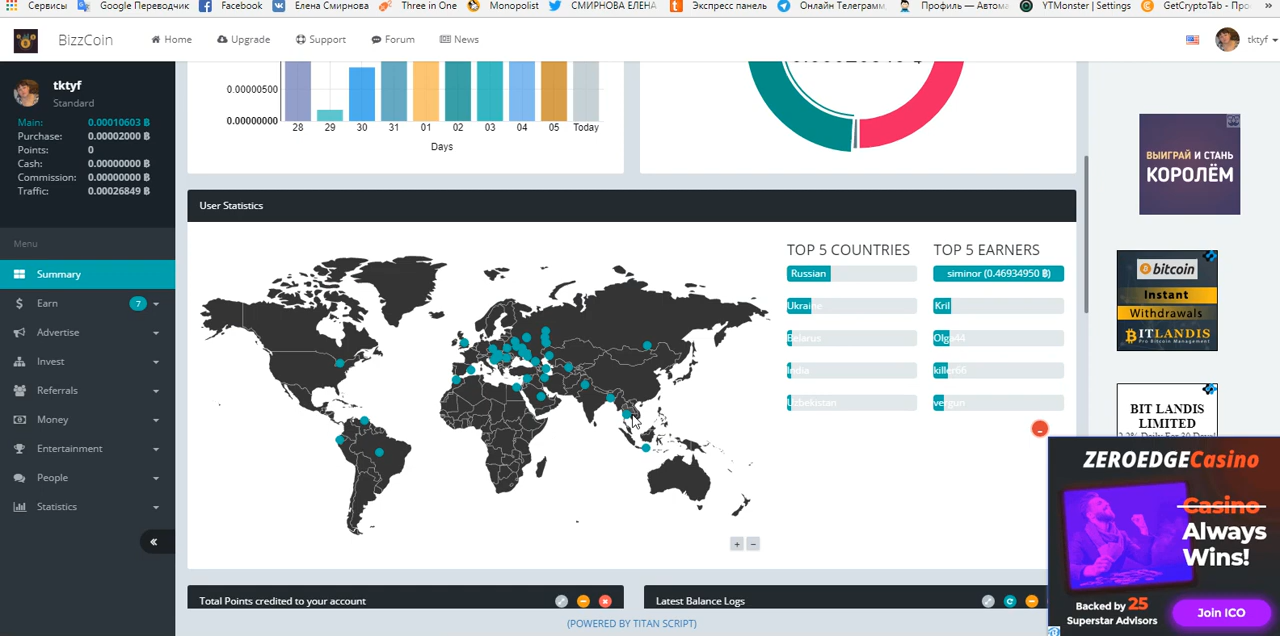 Сервисы Google Переводчик Facebook Елена Смирнова Three in One Monopolist СМИРНОВА ЕЛЕНА Экспресс панель Онлайн Телеграмм Профиль — Автома YTMonster | Settings GetCryptoTab - Про »
BizzCoin Home Upgrade Support Forum News tktyf
tktyf
Standard
Main: 0.00010603 ฿
Purchase: 0.00002000 ฿
Points: 0
Cash: 0.00000000 ฿
Commission: 0.00000000 ฿
Traffic: 0.00026849 ฿
Menu
Summary
Earn 7
Advertise
Invest
Referrals
Money
Entertainment
People
Statistics
«
0.00000500
0.00000000
28 29 30 31 01 02 03 04 05 Today
Days
User Statistics
TOP 5 COUNTRIES
Russian
Ukraine
Belarus
India
Uzbekistan
TOP 5 EARNERS
siminor (0.46934950 ฿)
Kril
Olga44
killer66
vergun
+ −
Total Points credited to your account
Latest Balance Logs
(POWERED BY TITAN SCRIPT)
ВЫИГРАЙ И СТАНЬ
КОРОЛЁМ
bitcoin
Instant
Withdrawals
BITLANDIS
Pro Bitcoin Management
BIT LANDIS
LIMITED
ZEROEDGECasino
Casino
Always
Wins!
Backed by 25
Superstar Advisors
Join ICO